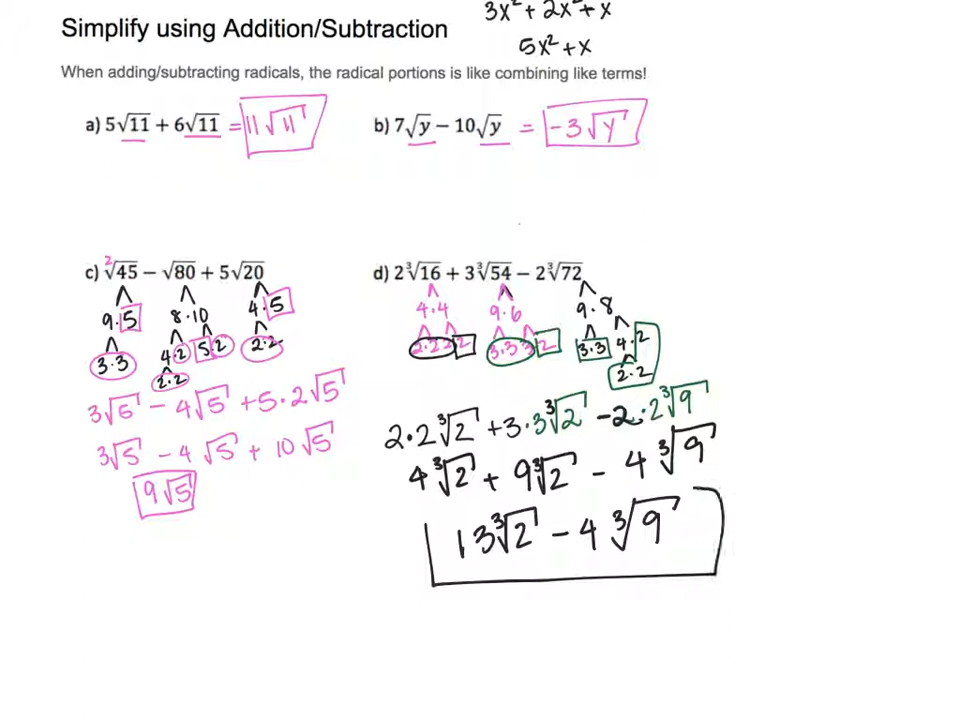 3x² + 2x² + x
Simplify using Addition/Subtraction
5x² + x
When adding/subtracting radicals, the radical portions is like combining like terms!
a) 5√11 + 6√11 = 11√11
b) 7√y − 10√y = −3√y
c) ²√45 − √80 + 5√20
9·5 8·10 4·5
3·3 4·2 5·2 2·2
2·2
3√5 − 4√5 + 5·2√5
3√5 − 4√5 + 10√5
9√5
d) 2∛16 + 3∛54 − 2∛72
4·4 9·6 9·8
2·2 2·2 3·3 3·2 3·3 4·2
2·2
2·2∛2 + 3·3∛2 − 2·2∛9
4∛2 + 9∛2 − 4∛9
13∛2 − 4∛9